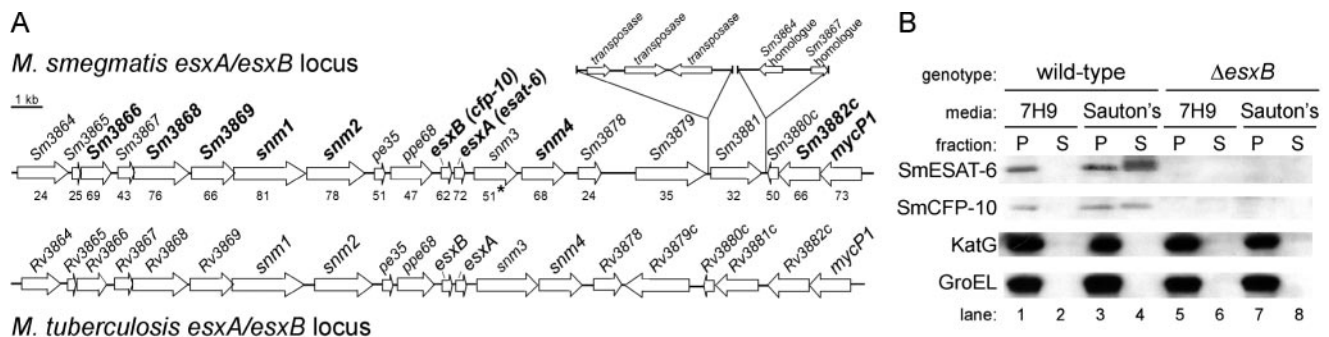 A
M. smegmatis esxA/esxB locus
1 kb
transposase transposase transposase Sm3864 homologue Sm3867 homologue
Sm3864 Sm3865 Sm3866 Sm3867 Sm3868 Sm3869 snm1 snm2 pe35 ppe68 esxB (cfp-10) esxA (esat-6) snm3 snm4 Sm3878 Sm3879 Sm3881 Sm3880c Sm3882c mycP1
24 25 69 43 76 66 81 78 51 47 62 72 51* 68 24 35 32 50 66 73
Rv3864 Rv3865 Rv3866 Rv3867 Rv3868 Rv3869 snm1 snm2 pe35 ppe68 esxB esxA snm3 snm4 Rv3878 Rv3879c Rv3880c Rv3881c Rv3882c mycP1
M. tuberculosis esxA/esxB locus
B
genotype: wild-type ΔesxB
media: 7H9 Sauton's 7H9 Sauton's
fraction: P S P S P S P S
SmESAT-6
SmCFP-10
KatG
GroEL
lane: 1 2 3 4 5 6 7 8